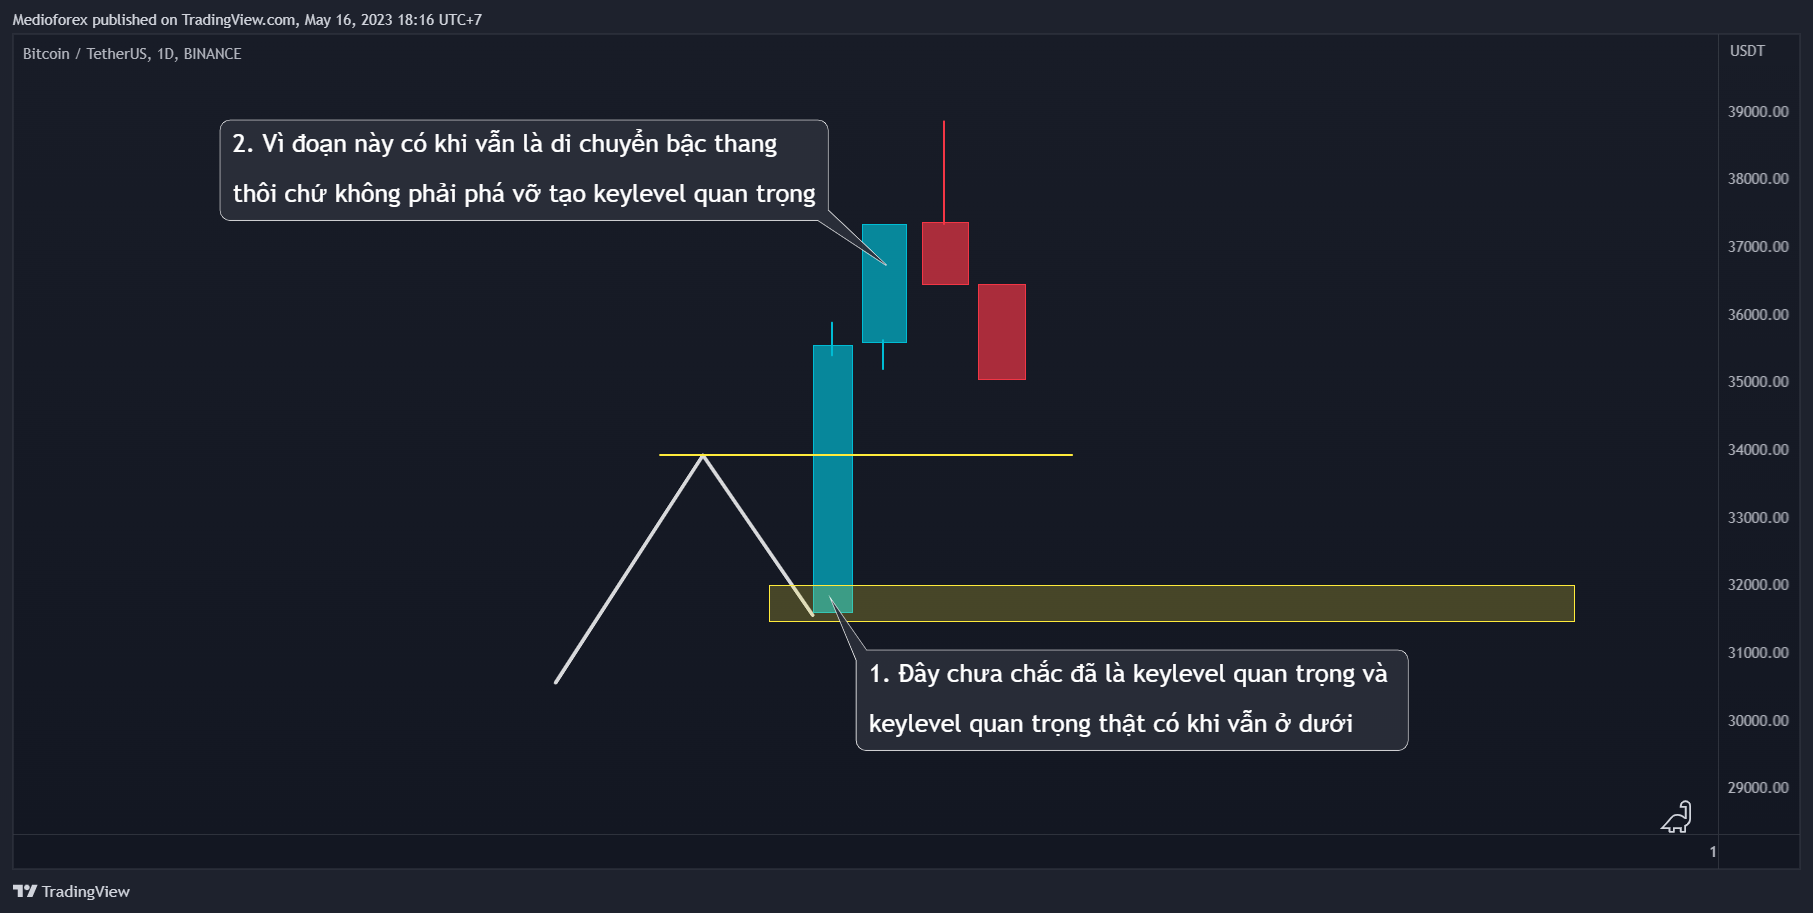 Medioforex published on TradingView.com, May 16, 2023 18:16 UTC+7
Bitcoin / TetherUS, 1D, BINANCE
USDT
39000.00
2. Vì đoạn này có khi vẫn là di chuyển bậc thang
thôi chứ không phải phá vỡ tạo keylevel quan trọng
38000.00
37000.00
36000.00
35000.00
34000.00
33000.00
32000.00
31000.00
1. Đây chưa chắc đã là keylevel quan trọng và
keylevel quan trọng thật có khi vẫn ở dưới
30000.00
29000.00
1
TradingView